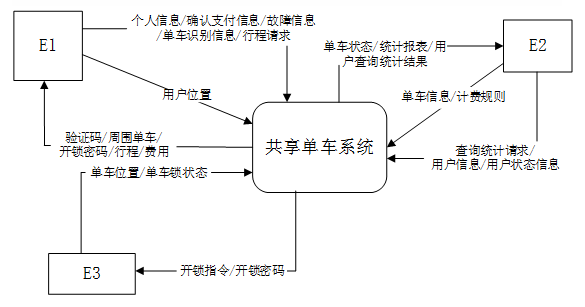 个人信息/确认支付信息/故障信息
/单车识别信息/行程请求
E1
单车状态/统计报表/用
户查询统计结果
E2
用户位置
单车信息/计费规则
共享单车系统
验证码/周围单车/
开锁密码/行程/费用
查询统计请求/
用户信息/用户状态信息
单车位置/单车锁状态
E3
开锁指令/开锁密码